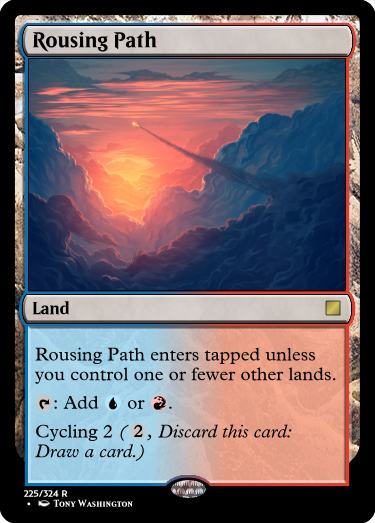 Rousing Path
Land
Rousing Path enters tapped unless
you control one or fewer other lands.
: Add or .
Cycling 2 ( 2, Discard this card:
Draw a card.)
225/324 R
• Tony Washington